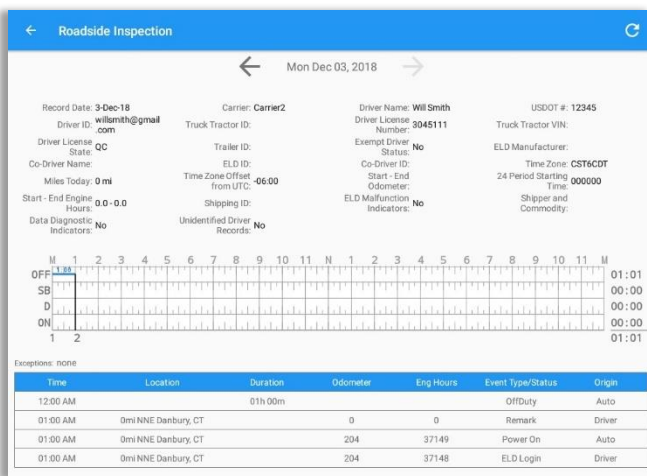 Roadside Inspection
Mon Dec 03, 2018
Record Date: 3-Dec-18 Carrier: Carrier2 Driver Name: Will Smith USDOT #: 12345
Driver ID: willsmith@gmail.com Truck Tractor ID: Driver License Number: 3045111 Truck Tractor VIN:
Driver License State: QC Trailer ID: Exempt Driver Status: No ELD Manufacturer:
Co-Driver Name: ELD ID: Co-Driver ID: Time Zone: CST6CDT
Miles Today: 0 mi Time Zone Offset from UTC: -06:00 Start - End Odometer: 24 Period Starting Time: 000000
Start - End Engine Hours: 0.0 - 0.0 Shipping ID: ELD Malfunction Indicators: No Shipper and Commodity:
Data Diagnostic Indicators: No Unidentified Driver Records: No
M 1 2 3 4 5 6 7 8 9 10 11 N 1 2 3 4 5 6 7 8 9 10 11 M
OFF 1:00 01:01
SB 00:00
D 00:00
ON 00:00
1 2 01:01
Exceptions: none
Time Location Duration Odometer Eng Hours Event Type/Status Origin
12:00 AM 01h 00m OffDuty Auto
01:00 AM 0mi NNE Danbury, CT 0 0 Remark Driver
01:00 AM 0mi NNE Danbury, CT 204 37149 Power On Auto
01:00 AM 0mi NNE Danbury, CT 204 37148 ELD Login Driver